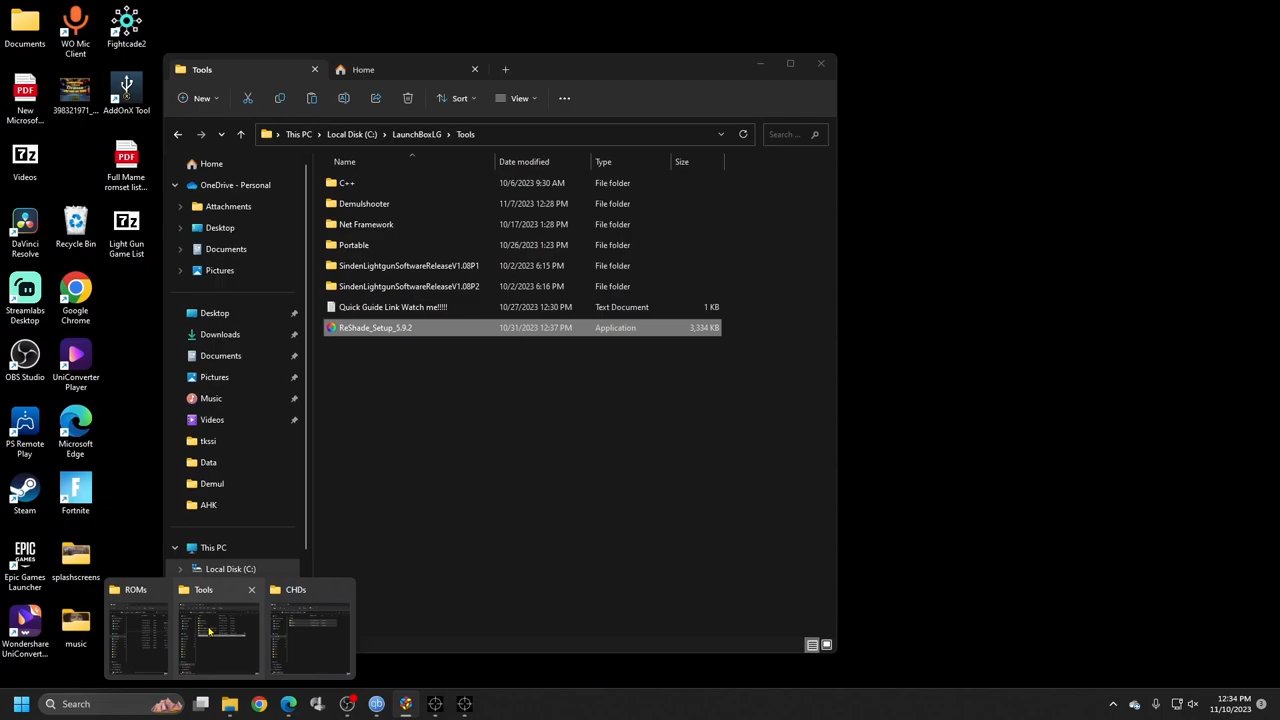 Documents
WO Mic
Client
Fightcade2
New
Microsof...
398321971_...
AddOnX Tool
Videos
Full Mame
romset list...
DaVinci
Resolve
Recycle Bin
Light Gun
Game List
Streamlabs
Desktop
Google
Chrome
OBS Studio
UniConverter
Player
PS Remote
Play
Microsoft
Edge
Steam
Fortnite
Epic Games
Launcher
splashscreens
Wondershare
UniConvert...
music
Tools
Home
New
Sort
View
This PC
Local Disk (C:)
LaunchBoxLG
Tools
Search ...
Home
OneDrive - Personal
Attachments
Desktop
Documents
Pictures
Desktop
Downloads
Documents
Pictures
Music
Videos
tkssi
Data
Demul
AHK
This PC
Local Disk (C:)
Name Date modified Type Size
C++ 10/6/2023 9:30 AM File folder
Demulshooter 11/7/2023 12:28 PM File folder
Net Framework 10/7/2023 1:38 PM File folder
Portable 10/26/2023 1:23 PM File folder
SindenLightgunSoftwareReleaseV1.08P1 10/2/2023 6:15 PM File folder
SindenLightgunSoftwareReleaseV1.08P2 10/2/2023 6:16 PM File folder
Quick Guide Link Watch me!!!!! 10/27/2023 12:30 PM Text Document 1 KB
ReShade_Setup_5.9.2 10/31/2023 12:37 PM Application 3,334 KB
ROMs
Tools
CHDs
Search
12:34 PM
11/10/2023